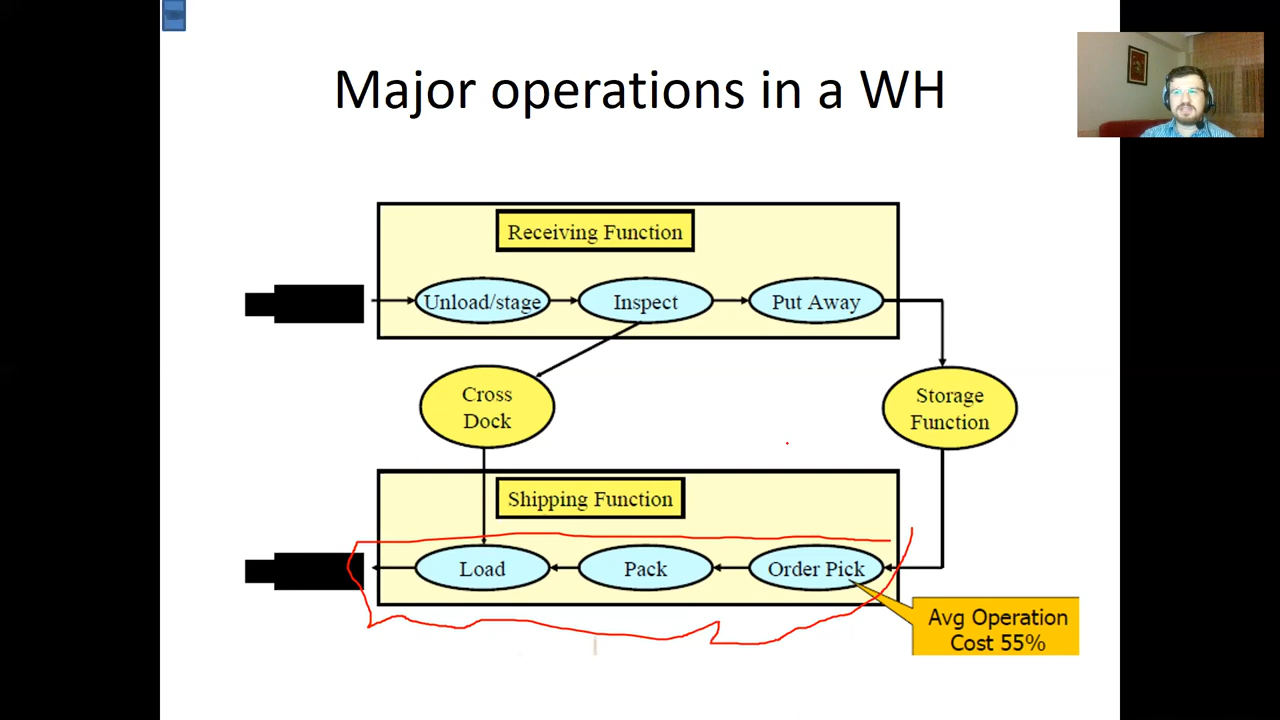 Major operations in a WH
Receiving Function
Unload/stage
Inspect
Put Away
Cross
Dock
Storage
Function
Shipping Function
Load
Pack
Order Pick
Avg Operation
Cost 55%